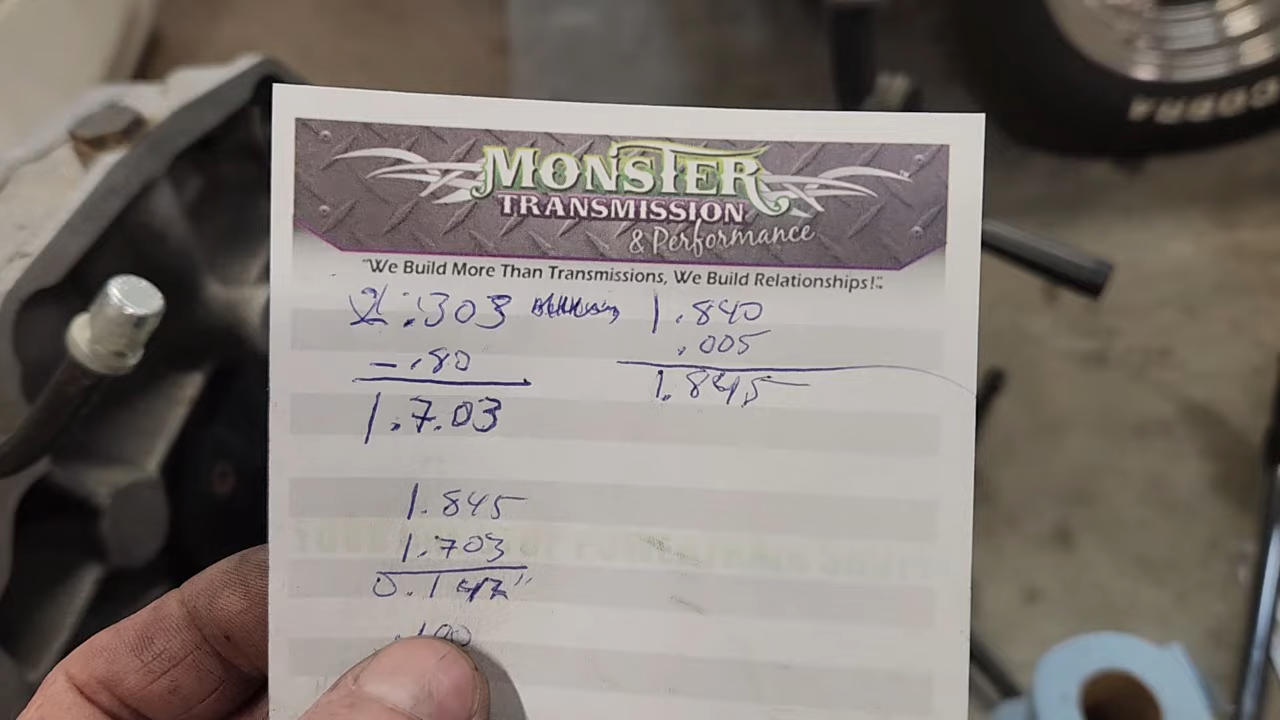 MONSTER
TRANSMISSION
& Performance
"We Build More Than Transmissions, We Build Relationships!"
2.303
- .80
1.7.03
1.840
.005
1.845
1.845
1.703
0.142"
.100